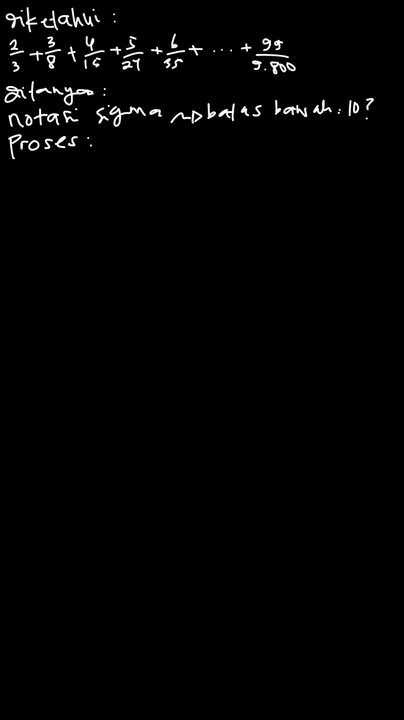 diketahui :
2/3 + 3/8 + 4/15 + 5/24 + 6/35 + ... + 99/9.800
ditanya :
notasi sigma ~> batas bawah : 10?
Proses :